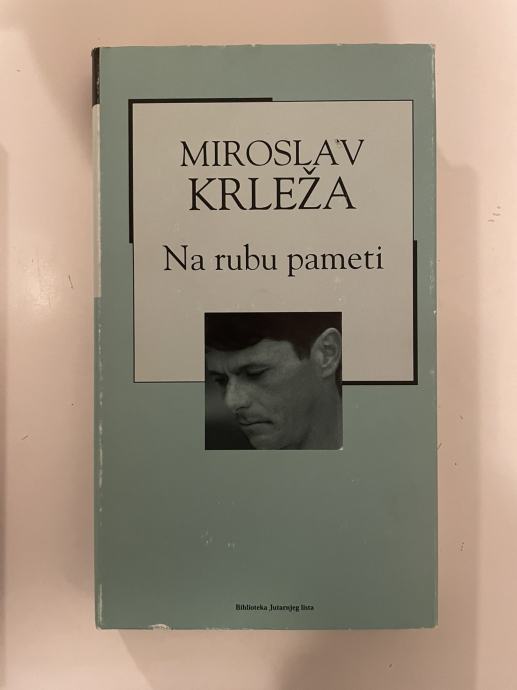 MIROSLAV
KRLEŽA
Na rubu pameti
Biblioteka Jutarnjeg lista